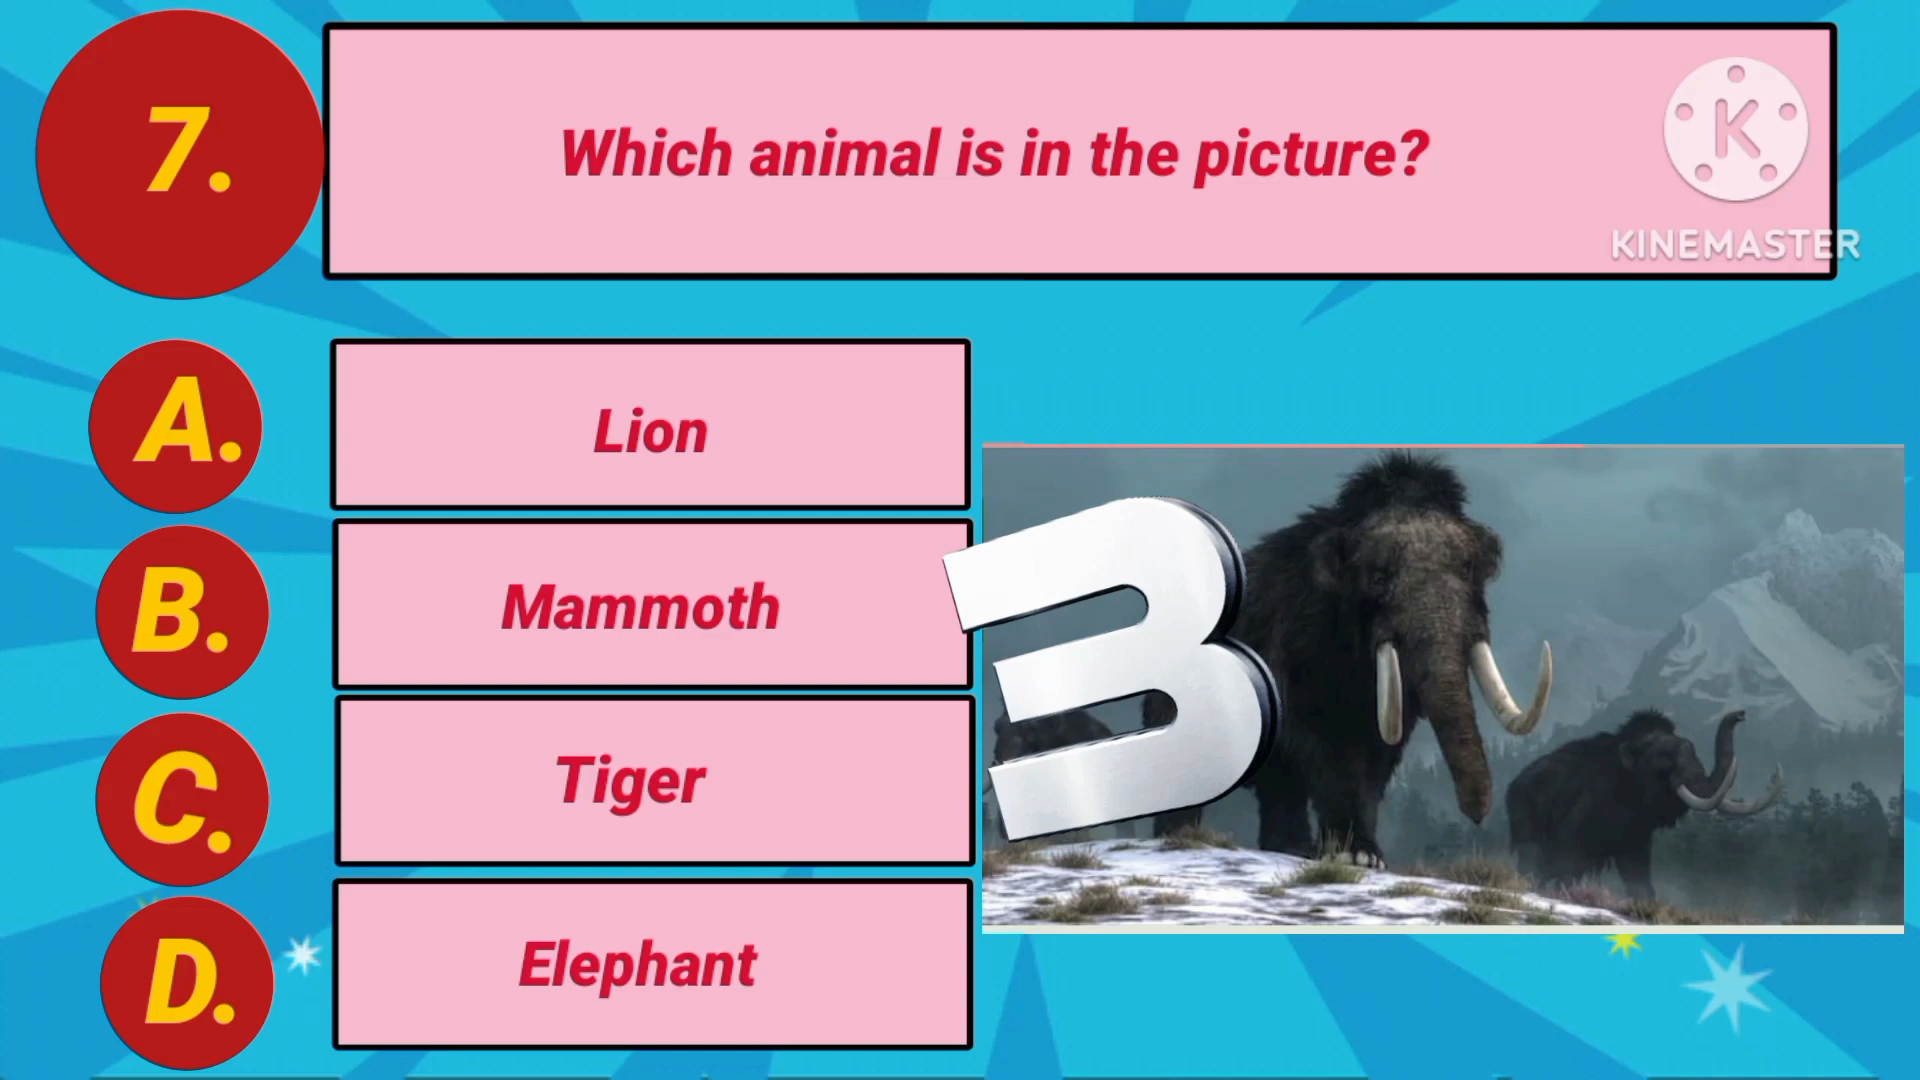 7.
Which animal is in the picture?
K
KINEMASTER
A.
Lion
B.
Mammoth
C.
Tiger
D.
Elephant
3